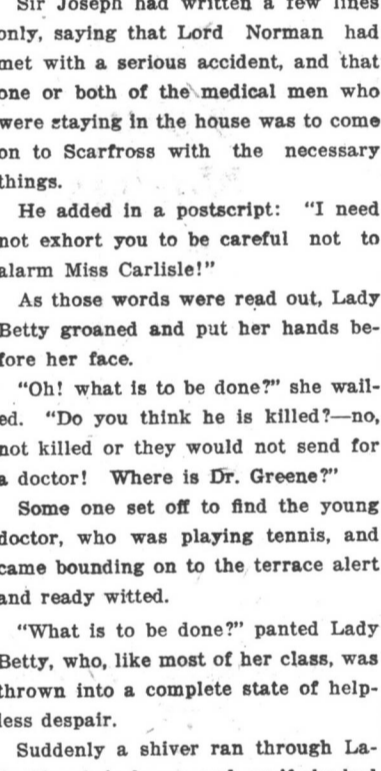 Sir Joseph had written a few lines
only, saying that Lord Norman had
met with a serious accident, and that
one or both of the medical men who
were staying in the house was to come
on to Scarfross with the necessary
things.
He added in a postscript: "I need
not exhort you to be careful not to
alarm Miss Carlisle!"
As those words were read out, Lady
Betty groaned and put her hands be-
fore her face.
"Oh! what is to be done?" she wail-
ed. "Do you think he is killed?—no,
not killed or they would not send for
a doctor! Where is Dr. Greene?"
Some one set off to find the young
doctor, who was playing tennis, and
came bounding on to the terrace alert
and ready witted.
"What is to be done?" panted Lady
Betty, who, like most of her class, was
thrown into a complete state of help-
less despair.
Suddenly a shiver ran through La-